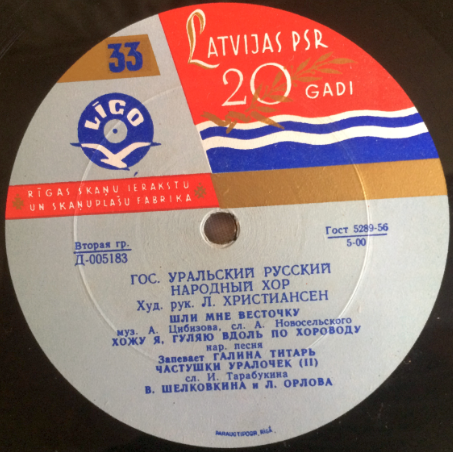 33
LATVIJAS PSR
20 GADI
LĪGO
RĪGAS SKAŅU IERAKSTU
UN SKAŅUPLAŠU FABRIKA
Вторая гр.
Д-005183
Гост 5289-56
5-00
ГОС. УРАЛЬСКИЙ РУССКИЙ
НАРОДНЫЙ ХОР
Худ. рук. Л. ХРИСТИАНСЕН
ШЛИ МНЕ ВЕСТОЧКУ
муз. А. Цибизова, сл. А. Новосельского
ХОЖУ Я, ГУЛЯЮ ВДОЛЬ ПО ХОРОВОДУ
нар. песня
Запевает ГАЛИНА ТИТАРЬ
ЧАСТУШКИ УРАЛОЧЕК (II)
сл. И. Тарабукина
В. ШЕЛКОВКИНА и Л. ОРЛОВА